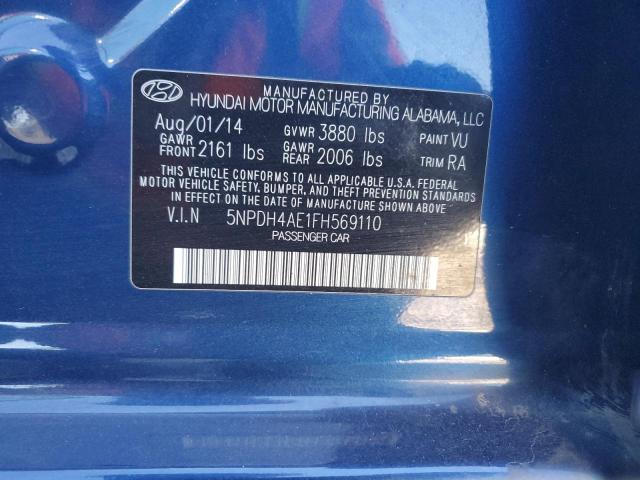 MANUFACTURED BY
HYUNDAI MOTOR MANUFACTURING ALABAMA, LLC
Aug/01/14 GVWR 3880 lbs PAINT VU
GAWR FRONT 2161 lbs GAWR REAR 2006 lbs TRIM RA
THIS VEHICLE CONFORMS TO ALL APPLICABLE U.S.A. FEDERAL
MOTOR VEHICLE SAFETY, BUMPER, AND THEFT PREVENTION STANDARDS
IN EFFECT ON THE DATE OF MANUFACTURE SHOWN ABOVE.
V.I.N 5NPDH4AE1FH569110
PASSENGER CAR